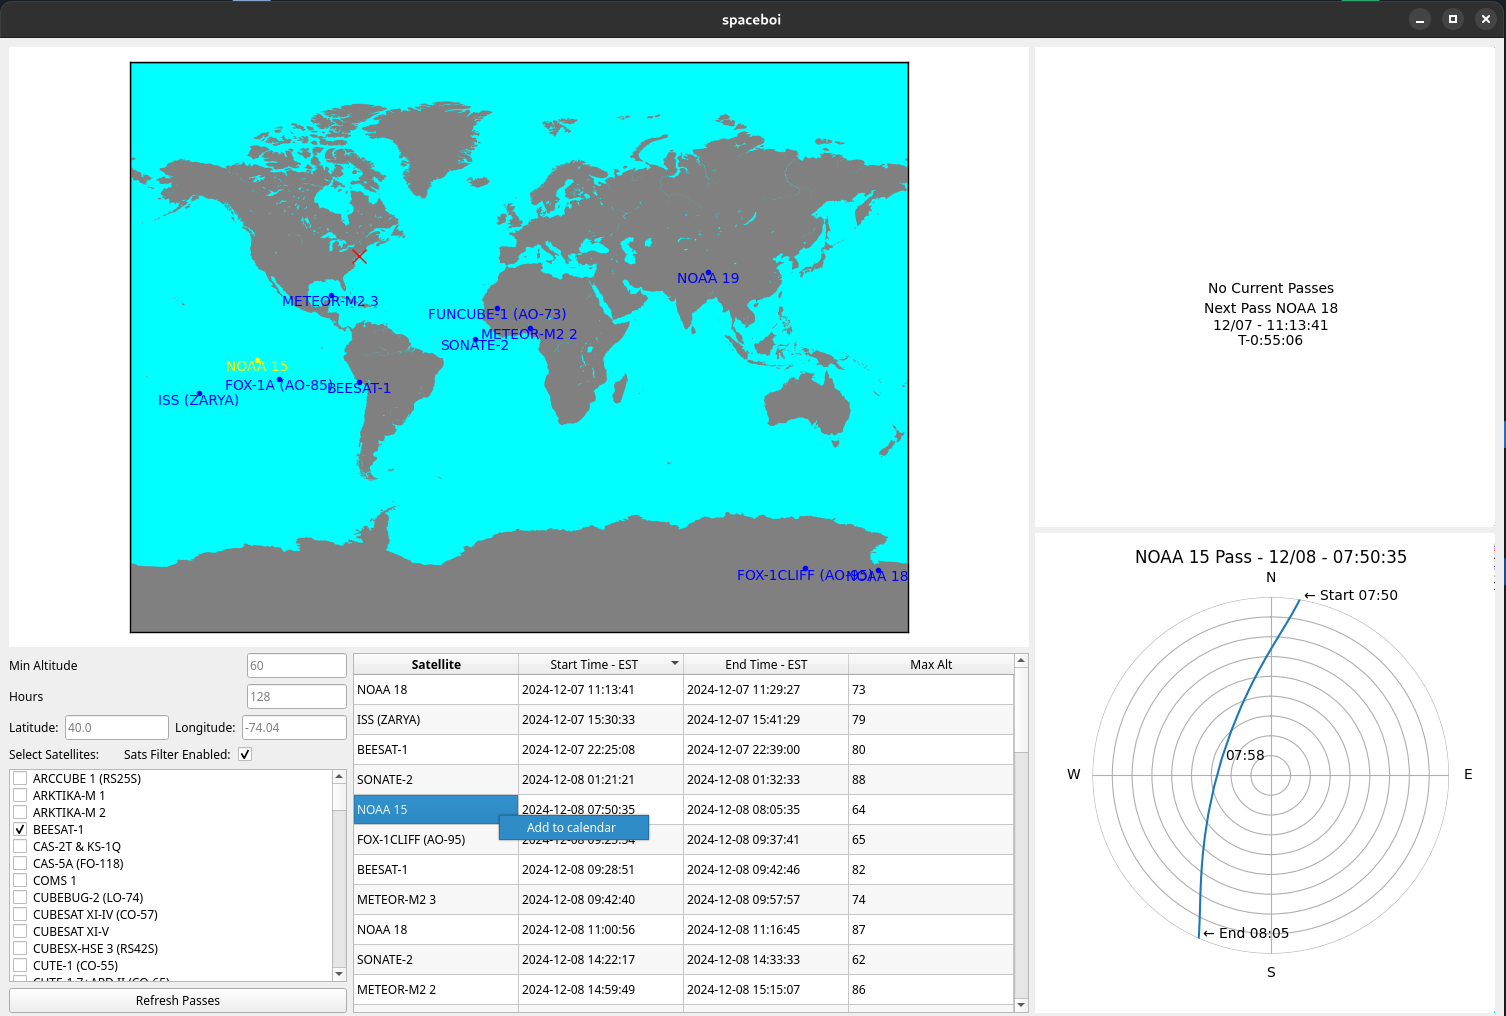 spaceboi
NOAA 19
METEOR-M2 3
FUNCUBE-1 (AO-73)
METEOR-M2 2
SONATE-2
NOAA 15
FOX-1A (AO-85)
BEESAT-1
ISS (ZARYA)
FOX-1CLIFF (AO-95)
NOAA 18
No Current Passes
Next Pass NOAA 18
12/07 - 11:13:41
T-0:55:06
NOAA 15 Pass - 12/08 - 07:50:35
N
← Start 07:50
07:58
W
E
← End 08:05
S
Min Altitude 60
Hours 128
Latitude: 40.0 Longitude: -74.04
Select Satellites: Sats Filter Enabled:
ARCCUBE 1 (RS25S)
ARKTIKA-M 1
ARKTIKA-M 2
BEESAT-1
CAS-2T & KS-1Q
CAS-5A (FO-118)
COMS 1
CUBEBUG-2 (LO-74)
CUBESAT XI-IV (CO-57)
CUBESAT XI-V
CUBESX-HSE 3 (RS42S)
CUTE-1 (CO-55)
Refresh Passes
Satellite Start Time - EST End Time - EST Max Alt
NOAA 18 2024-12-07 11:13:41 2024-12-07 11:29:27 73
ISS (ZARYA) 2024-12-07 15:30:33 2024-12-07 15:41:29 79
BEESAT-1 2024-12-07 22:25:08 2024-12-07 22:39:00 80
SONATE-2 2024-12-08 01:21:21 2024-12-08 01:32:33 88
NOAA 15 2024-12-08 07:50:35 2024-12-08 08:05:35 64
Add to calendar
FOX-1CLIFF (AO-95) 2024-12-08 09:37:41 65
BEESAT-1 2024-12-08 09:28:51 2024-12-08 09:42:46 82
METEOR-M2 3 2024-12-08 09:42:40 2024-12-08 09:57:57 74
NOAA 18 2024-12-08 11:00:56 2024-12-08 11:16:45 87
SONATE-2 2024-12-08 14:22:17 2024-12-08 14:33:33 62
METEOR-M2 2 2024-12-08 14:59:49 2024-12-08 15:15:07 86